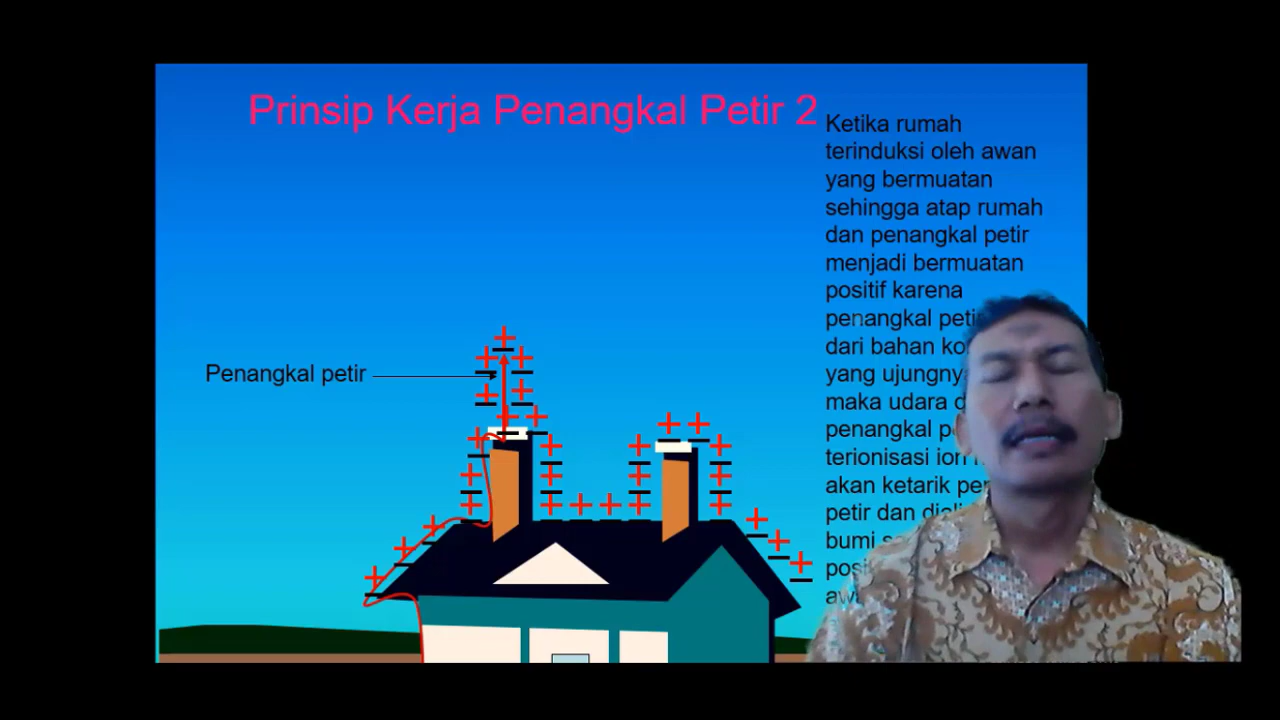 Prinsip Kerja Penangkal Petir 2
Ketika rumah
terinduksi oleh awan
yang bermuatan
sehingga atap rumah
dan penangkal petir
menjadi bermuatan
positif karena
penangkal
dari bahan
yang
maka udara
penangkal
terionisasi ion
akan ketarik
petir dan
bumi
Penangkal petir